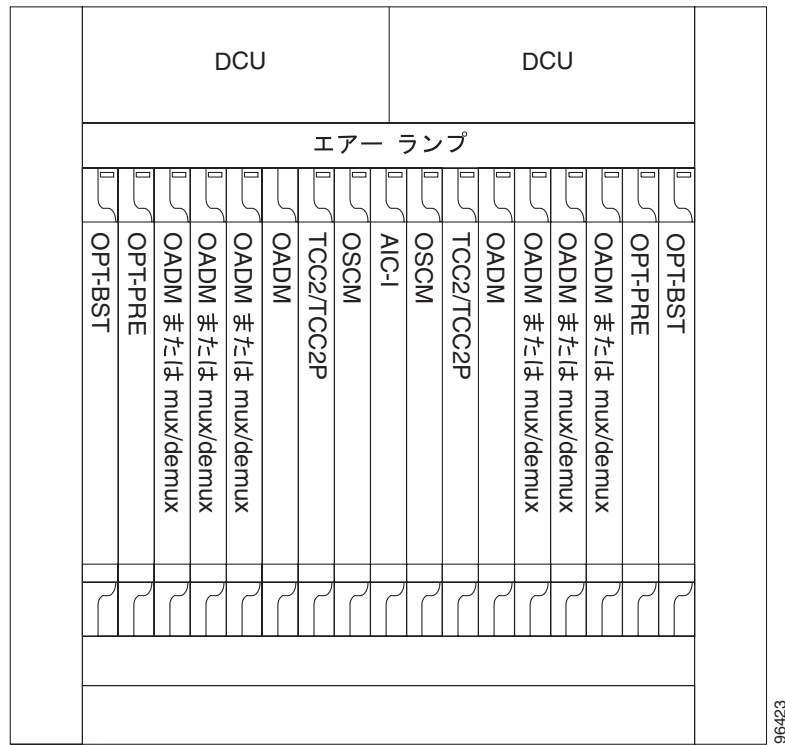 DCU
DCU
エアー ランプ
OPT-BST
OPT-PRE
OADM または mux/demux
OADM または mux/demux
OADM または mux/demux
OADM
TCC2/TCC2P
OSCM
AIC-I
OSCM
TCC2/TCC2P
OADM
OADM または mux/demux
OADM または mux/demux
OADM または mux/demux
OPT-PRE
OPT-BST
96423